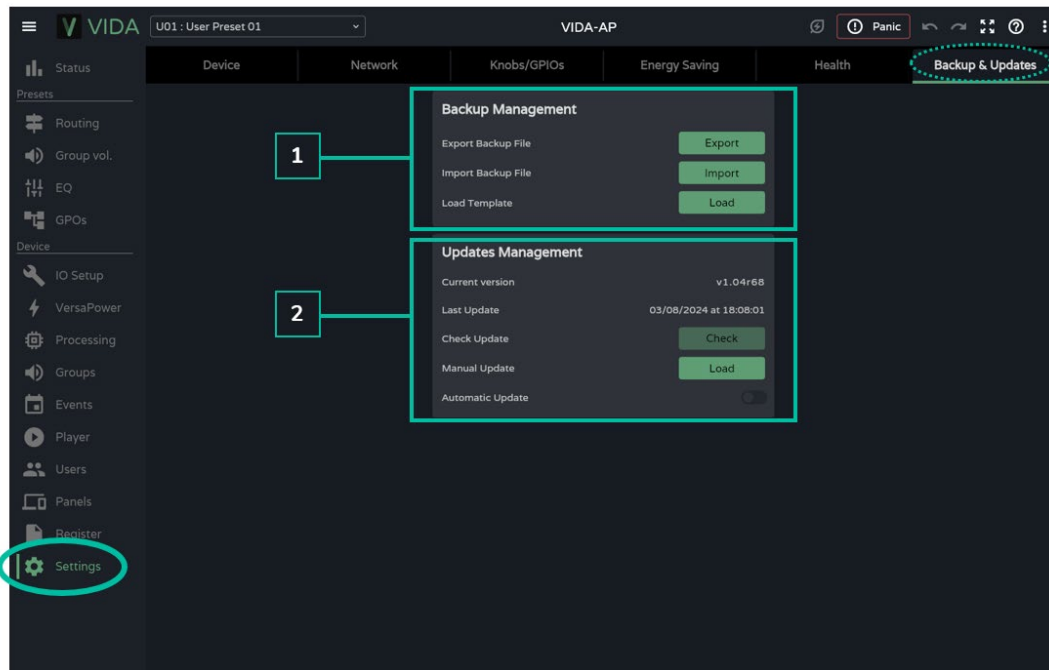 VIDA
U01 : User Preset 01
VIDA-AP
Panic
Status
Device
Network
Knobs/GPIOs
Energy Saving
Health
Backup & Updates
Presets
Routing
Group vol.
EQ
GPOs
Device
IO Setup
VersaPower
Processing
Groups
Events
Player
Users
Panels
Register
Settings
1
Backup Management
Export Backup File
Export
Import Backup File
Import
Load Template
Load
2
Updates Management
Current version
v1.04r68
Last Update
03/08/2024 at 18:08:01
Check Update
Check
Manual Update
Load
Automatic Update